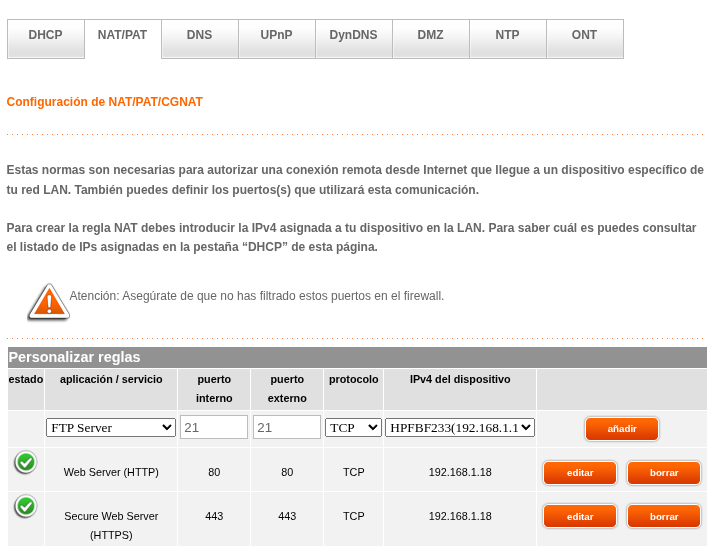 DHCP NAT/PAT DNS UPnP DynDNS DMZ NTP ONT
Configuración de NAT/PAT/CGNAT
Estas normas son necesarias para autorizar una conexión remota desde Internet que llegue a un dispositivo específico de
tu red LAN. También puedes definir los puertos(s) que utilizará esta comunicación.
Para crear la regla NAT debes introducir la IPv4 asignada a tu dispositivo en la LAN. Para saber cuál es puedes consultar
el listado de IPs asignadas en la pestaña “DHCP” de esta página.
Atención: Asegúrate de que no has filtrado estos puertos en el firewall.
Personalizar reglas
estado aplicación / servicio puerto interno puerto externo protocolo IPv4 del dispositivo
FTP Server 21 21 TCP HPFBF233(192.168.1.1 añadir
Web Server (HTTP) 80 80 TCP 192.168.1.18 editar borrar
Secure Web Server 443 443 TCP 192.168.1.18 editar borrar
(HTTPS)